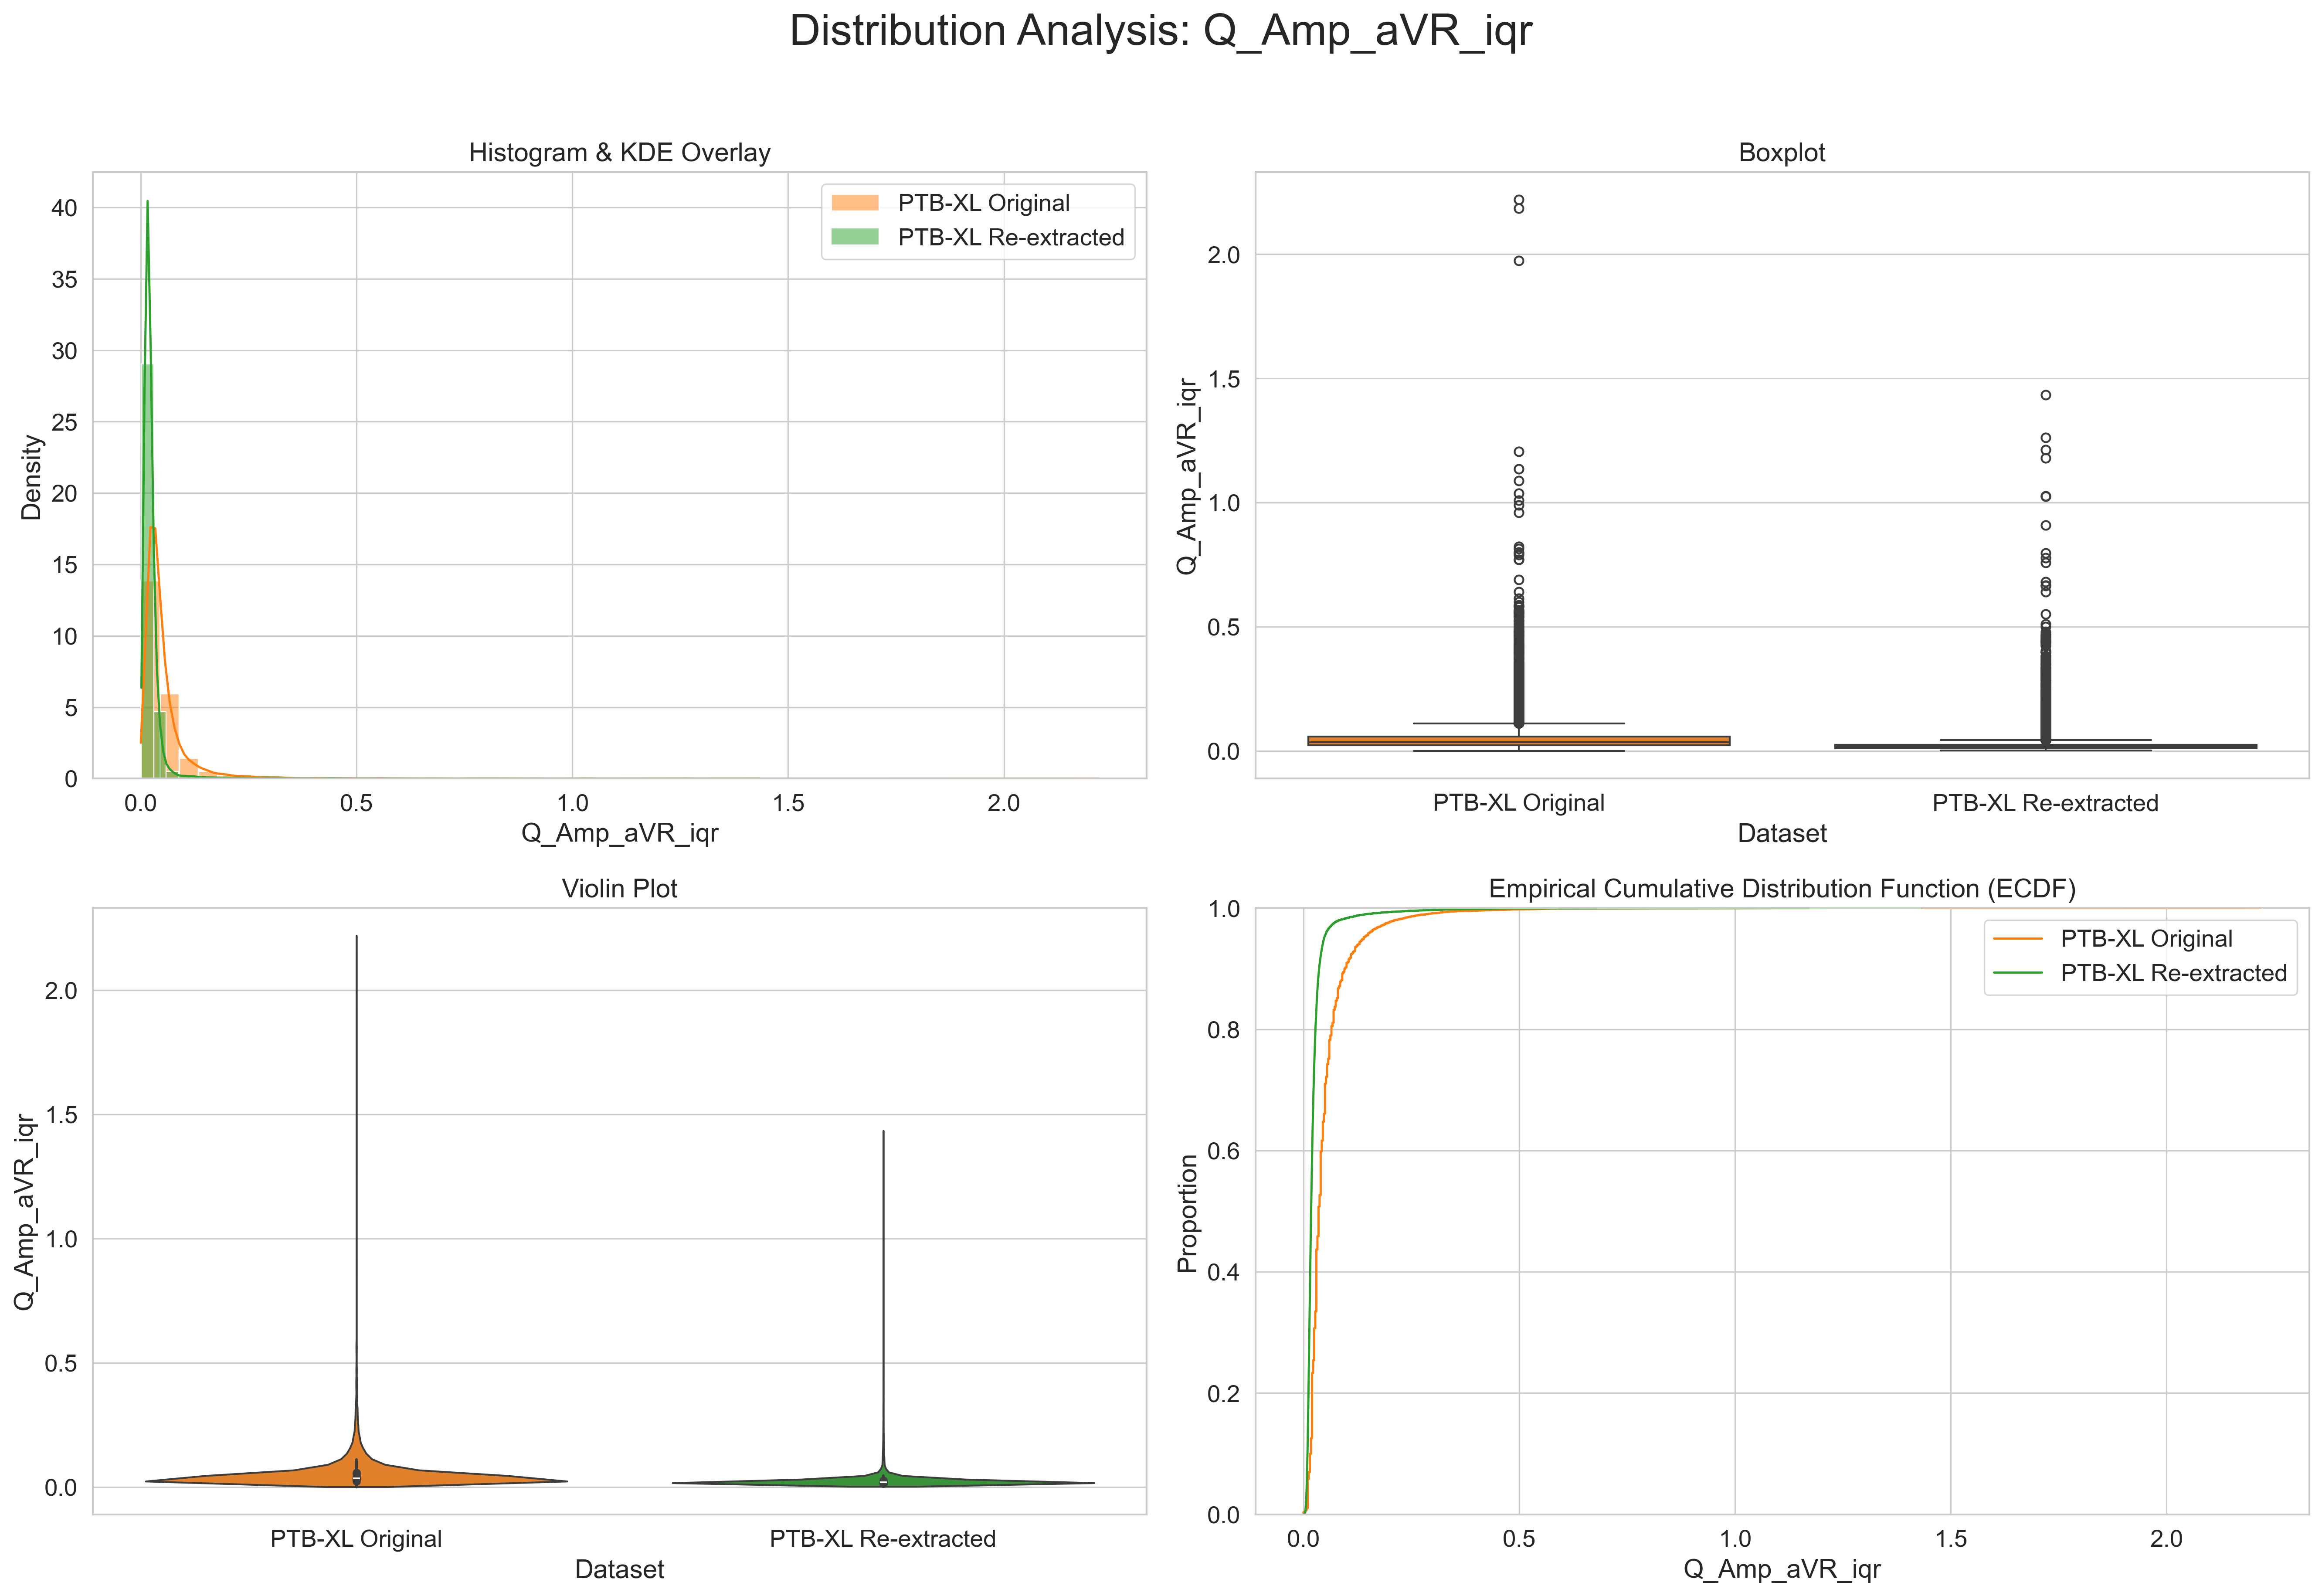 Distribution Analysis: Q_Amp_aVR_iqr
Histogram & KDE Overlay
PTB-XL Original
PTB-XL Re-extracted
40
35
30
25
20
15
10
5
0
Density
0.0 0.5 1.0 1.5 2.0
Q_Amp_aVR_iqr
Boxplot
2.0
1.5
1.0
0.5
0.0
Q_Amp_aVR_iqr
PTB-XL Original PTB-XL Re-extracted
Dataset
Violin Plot
2.0
1.5
1.0
0.5
0.0
Q_Amp_aVR_iqr
PTB-XL Original PTB-XL Re-extracted
Dataset
Empirical Cumulative Distribution Function (ECDF)
PTB-XL Original
PTB-XL Re-extracted
1.0
0.8
0.6
0.4
0.2
0.0
Proportion
0.0 0.5 1.0 1.5 2.0
Q_Amp_aVR_iqr